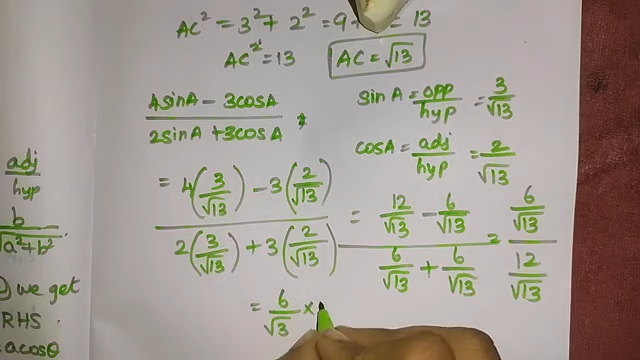 AC² = 3² + 2² = 9 + = 13
AC² = 13 AC = √13
4sinA - 3cosA / 2sinA + 3cosA,
sinA = opp/hyp = 3/√13
cosA = adj/hyp = 2/√13
= 4(3/√13) - 3(2/√13) / 2(3/√13) + 3(2/√13) = 12/√13 - 6/√13 / 6/√13 + 6/√13 = 6/√13 / 12/√13
= 6/√3 ×
adj/hyp
b/√a²+b².
) we get
RHS
acosθ